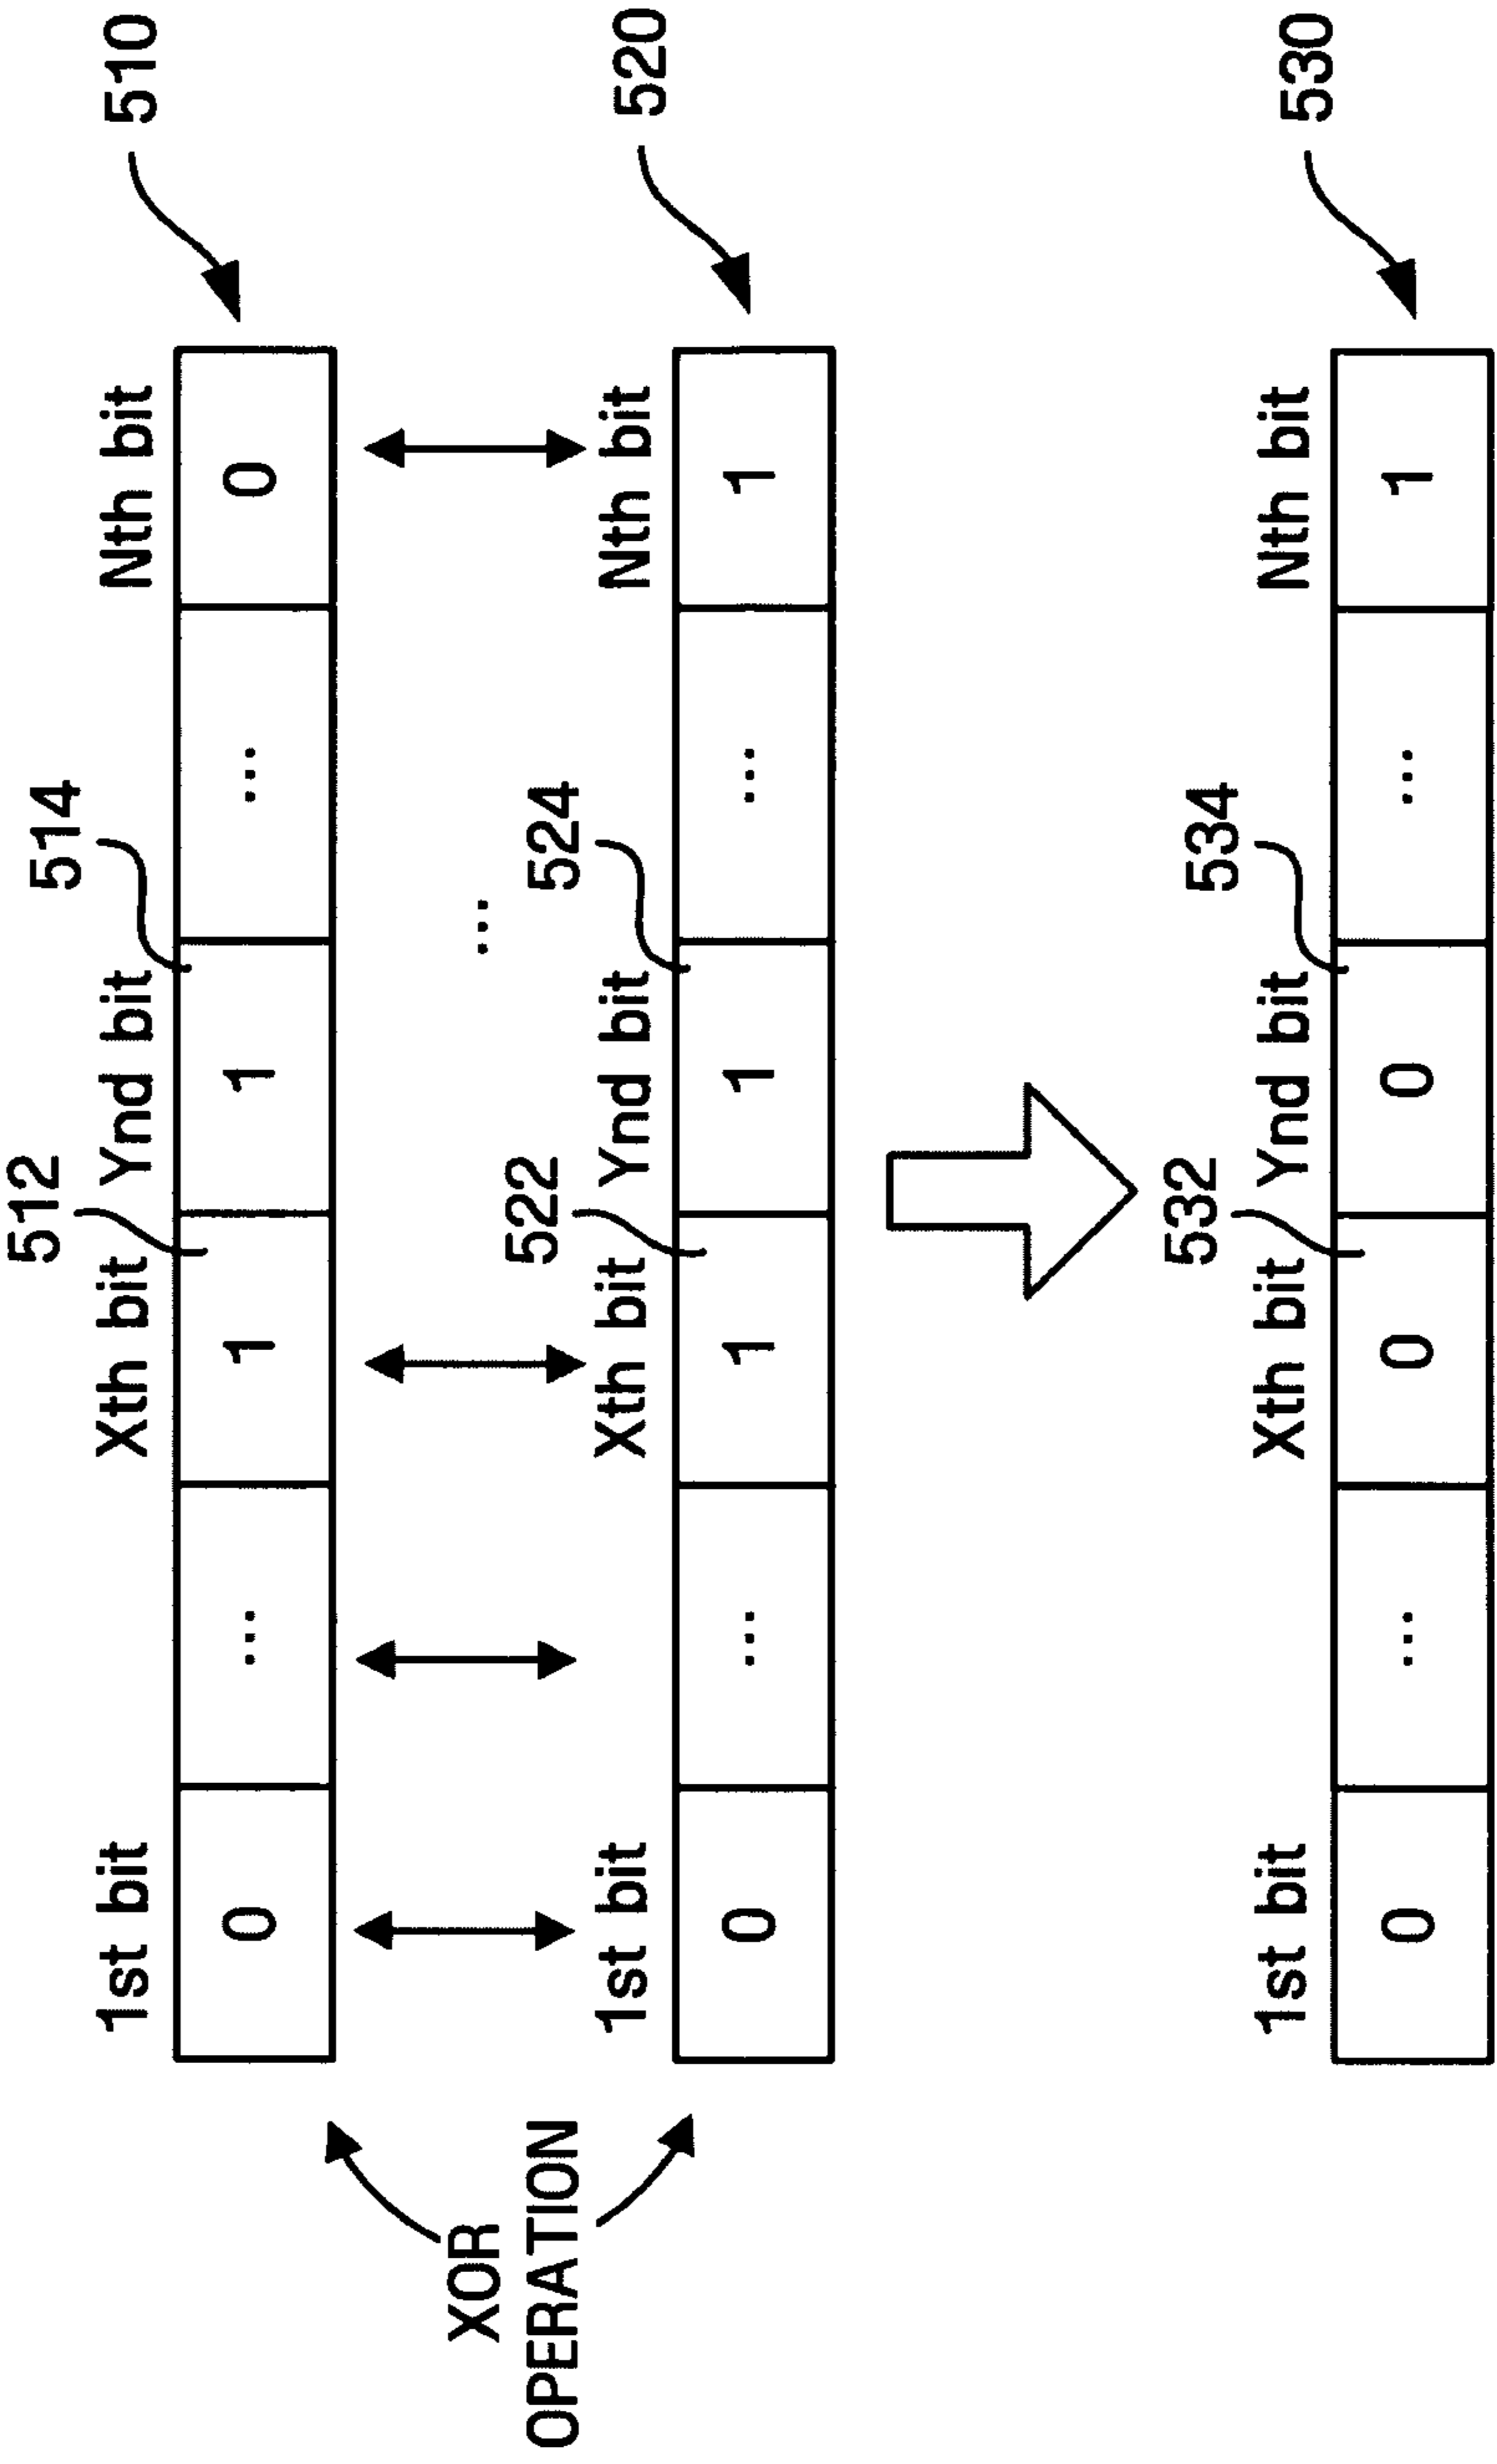 512
514
1st bit
Xth bit
Ynd bit
Nth bit
510
0
...
1
1
...
0
XOR
OPERATION
...
522
524
1st bit
Xth bit
Ynd bit
Nth bit
520
0
...
1
1
...
1
532
534
1st bit
Xth bit
Ynd bit
Nth bit
530
0
...
0
0
...
1